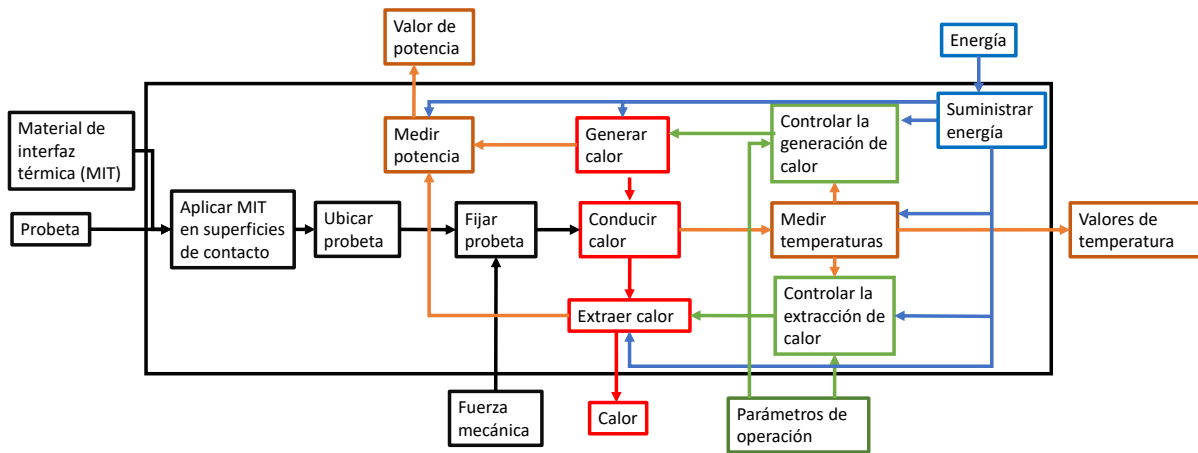 Valor de
potencia
Energía
Material de
interfaz
térmica (MIT)
Medir
potencia
Generar
calor
Controlar la
generación de
calor
Suministrar
energía
Probeta
Aplicar MIT
en superficies
de contacto
Ubicar
probeta
Fijar
probeta
Conducir
calor
Medir
temperaturas
Valores de
temperatura
Extraer calor
Controlar la
extracción de
calor
Fuerza
mecánica
Calor
Parámetros de
operación